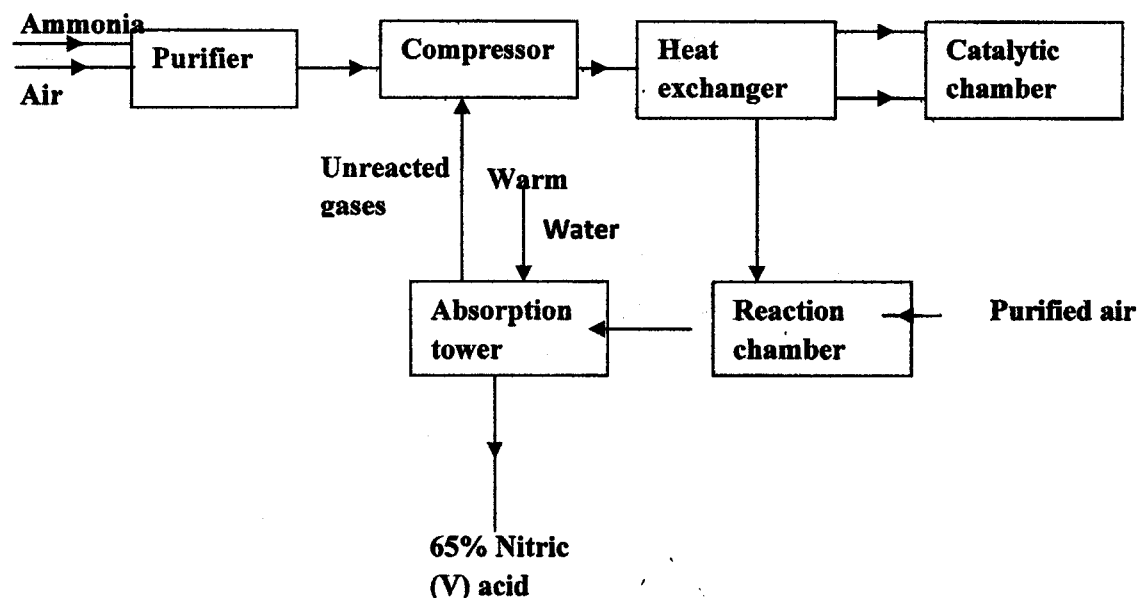 Ammonia
Air
Purifier
Compressor
Heat
exchanger
Catalytic
chamber
Unreacted
gases
Warm
Water
Absorption
tower
Reaction
chamber
Purified air
65% Nitric
(V) acid